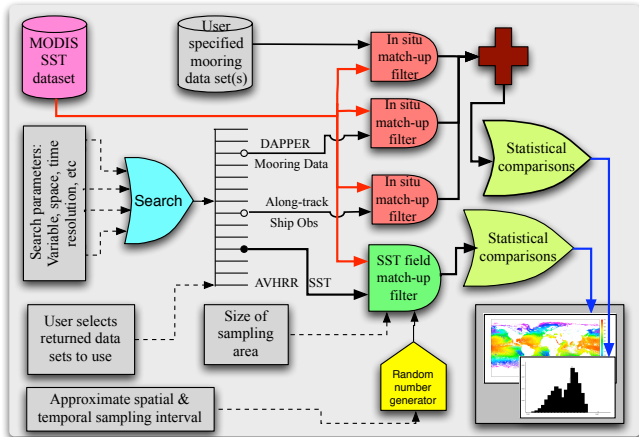 MODIS
SST
dataset
User
specified
mooring
data set(s)
In situ
match-up
filter
In situ
match-up
filter
In situ
match-up
filter
SST field
match-up
filter
Search parameters:
Variable, space, time
resolution, etc
Search
DAPPER
Mooring Data
Along-track
Ship Obs
AVHRR SST
Statistical
comparisons
Statistical
comparisons
User selects
returned data
sets to use
Size of
sampling
area
Random
number
generator
Approximate spatial &
temporal sampling interval